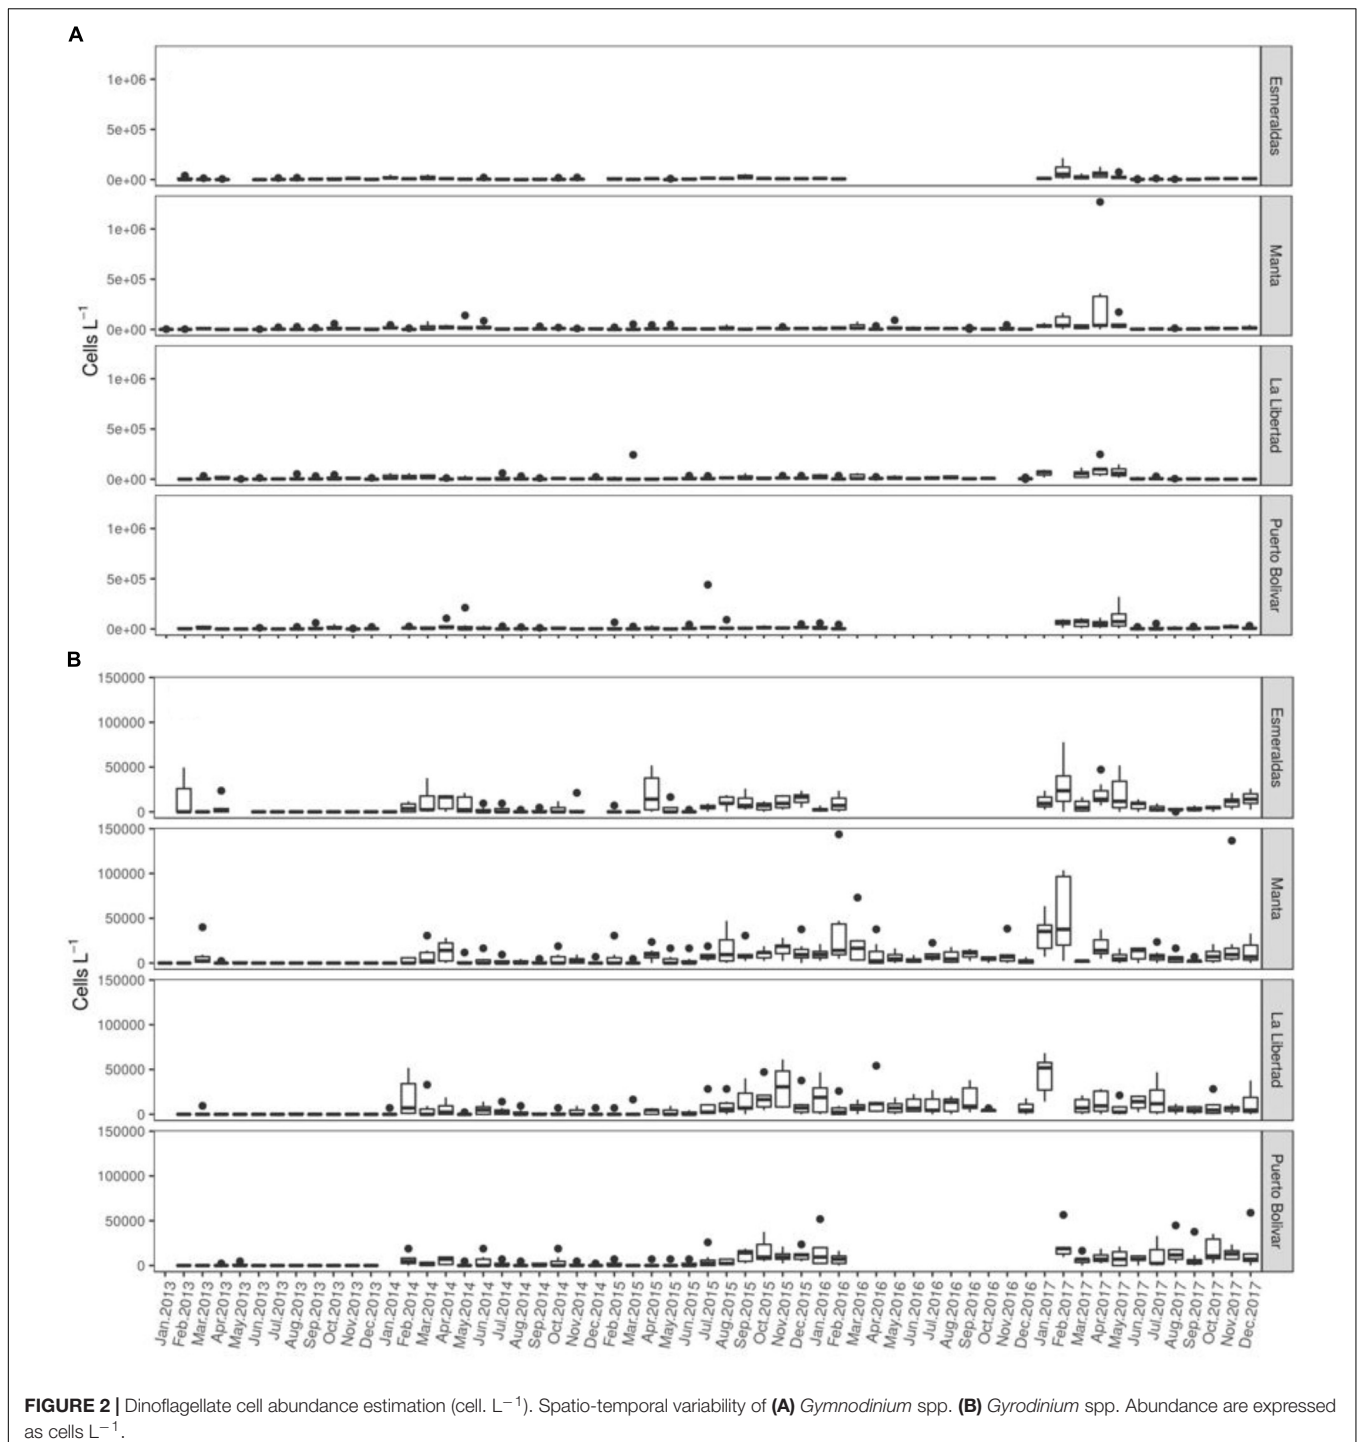 A
1e+06
5e+05
0e+00
Esmeraldas
1e+06
5e+05
0e+00
Manta
1e+06
5e+05
0e+00
La Libertad
1e+06
5e+05
0e+00
Puerto Bolivar
Cells L−1
B
150000
100000
50000
0
Esmeraldas
150000
100000
50000
0
Manta
150000
100000
50000
0
La Libertad
150000
100000
50000
0
Puerto Bolivar
Cells L−1
Jan.2013
Feb.2013
Mar.2013
Apr.2013
May.2013
Jun.2013
Jul.2013
Aug.2013
Sep.2013
Oct.2013
Nov.2013
Dec.2013
Jan.2014
Feb.2014
Mar.2014
Apr.2014
May.2014
Jun.2014
Jul.2014
Aug.2014
Sep.2014
Oct.2014
Nov.2014
Dec.2014
Feb.2015
Mar.2015
Apr.2015
May.2015
Jun.2015
Jul.2015
Aug.2015
Sep.2015
Oct.2015
Nov.2015
Dec.2015
Jan.2016
Feb.2016
Mar.2016
Apr.2016
May.2016
Jun.2016
Jul.2016
Aug.2016
Sep.2016
Oct.2016
Nov.2016
Dec.2016
Jan.2017
Feb.2017
Mar.2017
Apr.2017
May.2017
Jun.2017
Jul.2017
Aug.2017
Sep.2017
Oct.2017
Nov.2017
Dec.2017
FIGURE 2 | Dinoflagellate cell abundance estimation (cell. L−1). Spatio-temporal variability of (A) Gymnodinium spp. (B) Gyrodinium spp. Abundance are expressed
as cells L−1.